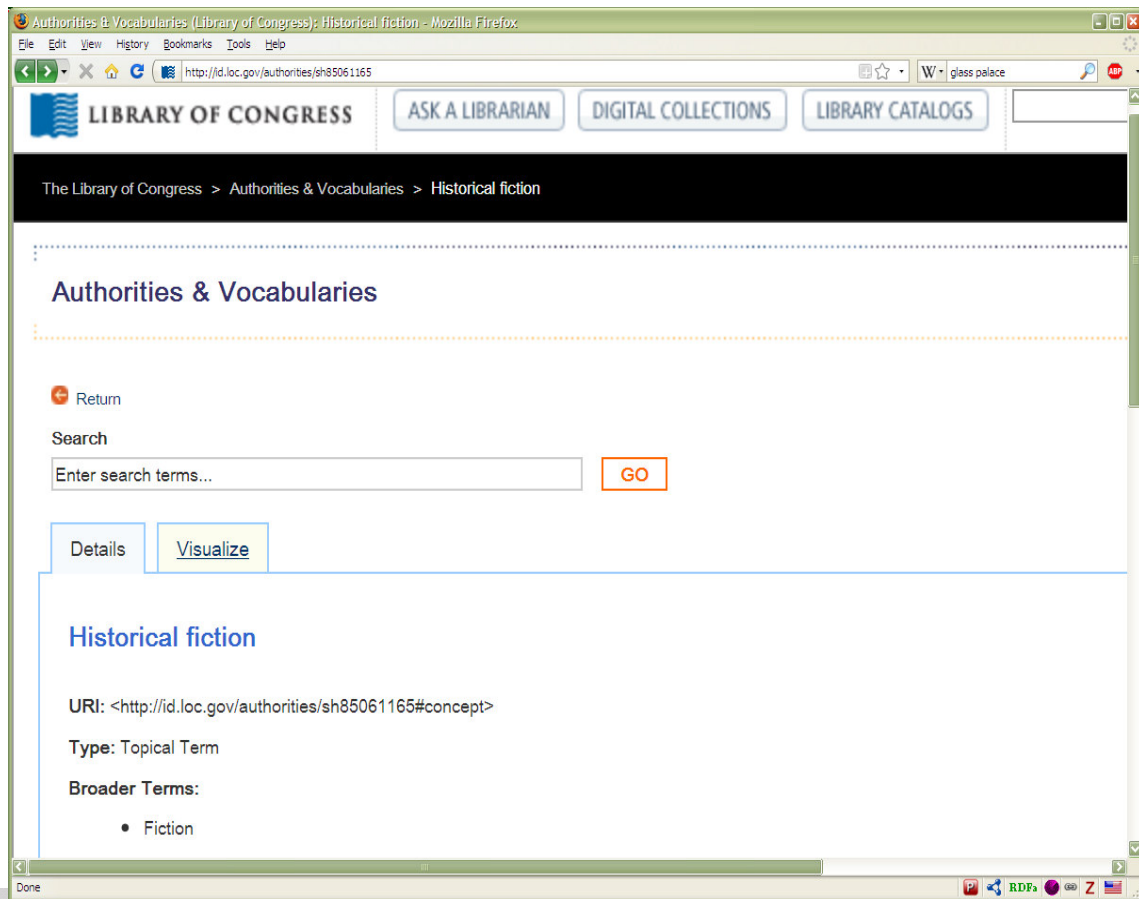 Authorities & Vocabularies (Library of Congress): Historical fiction - Mozilla Firefox
File Edit View History Bookmarks Tools Help
http://id.loc.gov/authorities/sh85061165 W glass palace ABP
LIBRARY OF CONGRESS ASK A LIBRARIAN DIGITAL COLLECTIONS LIBRARY CATALOGS
The Library of Congress > Authorities & Vocabularies > Historical fiction
Authorities & Vocabularies
Return
Search
Enter search terms... GO
Details Visualize
Historical fiction
URI: <http://id.loc.gov/authorities/sh85061165#concept>
Type: Topical Term
Broader Terms:
• Fiction
Done P RDFa Z